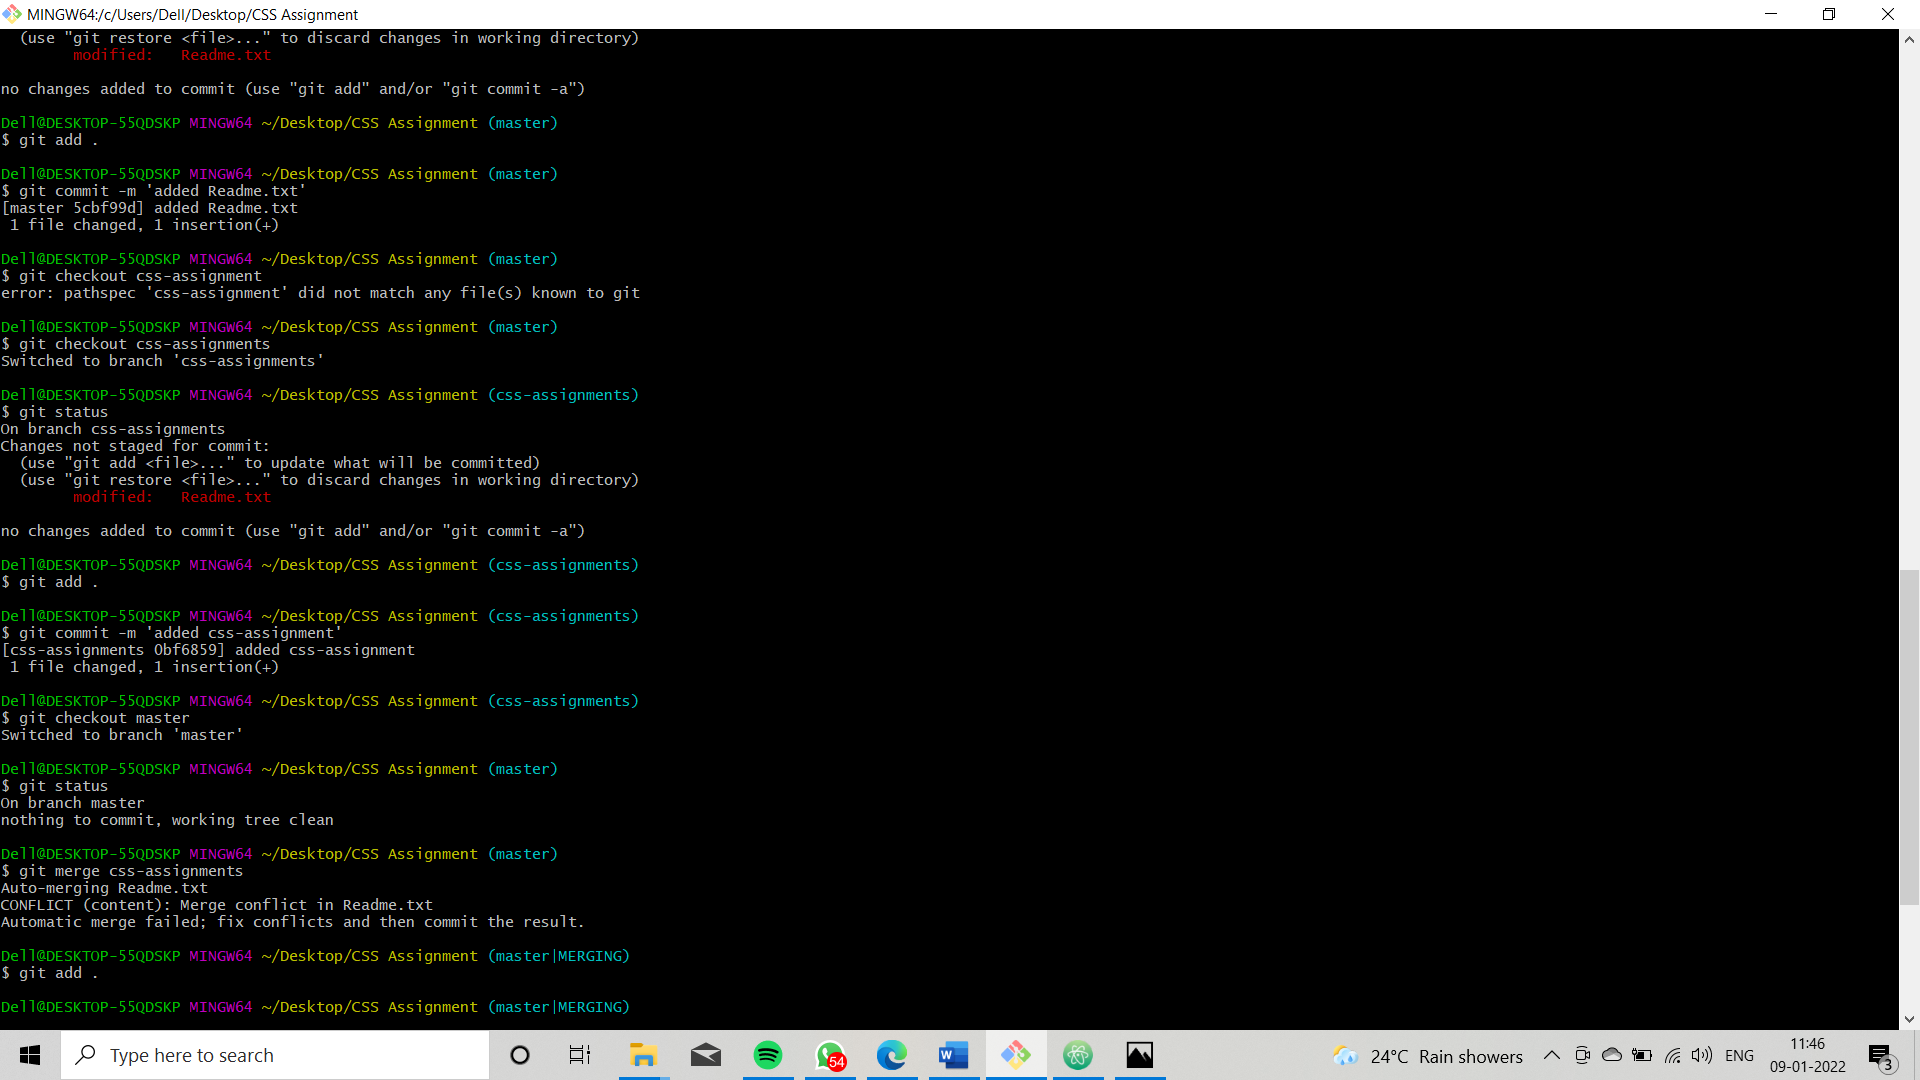 MINGW64:/c/Users/Dell/Desktop/CSS Assignment
  (use "git restore <file>..." to discard changes in working directory)
        modified:   Readme.txt
no changes added to commit (use "git add" and/or "git commit -a")
Dell@DESKTOP-55QDSKP MINGW64 ~/Desktop/CSS Assignment (master)
$ git add .
Dell@DESKTOP-55QDSKP MINGW64 ~/Desktop/CSS Assignment (master)
$ git commit -m 'added Readme.txt'
[master 5cbf99d] added Readme.txt
 1 file changed, 1 insertion(+)
Dell@DESKTOP-55QDSKP MINGW64 ~/Desktop/CSS Assignment (master)
$ git checkout css-assignment
error: pathspec 'css-assignment' did not match any file(s) known to git
Dell@DESKTOP-55QDSKP MINGW64 ~/Desktop/CSS Assignment (master)
$ git checkout css-assignments
Switched to branch 'css-assignments'
Dell@DESKTOP-55QDSKP MINGW64 ~/Desktop/CSS Assignment (css-assignments)
$ git status
On branch css-assignments
Changes not staged for commit:
  (use "git add <file>..." to update what will be committed)
  (use "git restore <file>..." to discard changes in working directory)
        modified:   Readme.txt
no changes added to commit (use "git add" and/or "git commit -a")
Dell@DESKTOP-55QDSKP MINGW64 ~/Desktop/CSS Assignment (css-assignments)
$ git add .
Dell@DESKTOP-55QDSKP MINGW64 ~/Desktop/CSS Assignment (css-assignments)
$ git commit -m 'added css-assignment'
[css-assignments 0bf6859] added css-assignment
 1 file changed, 1 insertion(+)
Dell@DESKTOP-55QDSKP MINGW64 ~/Desktop/CSS Assignment (css-assignments)
$ git checkout master
Switched to branch 'master'
Dell@DESKTOP-55QDSKP MINGW64 ~/Desktop/CSS Assignment (master)
$ git status
On branch master
nothing to commit, working tree clean
Dell@DESKTOP-55QDSKP MINGW64 ~/Desktop/CSS Assignment (master)
$ git merge css-assignments
Auto-merging Readme.txt
CONFLICT (content): Merge conflict in Readme.txt
Automatic merge failed; fix conflicts and then commit the result.
Dell@DESKTOP-55QDSKP MINGW64 ~/Desktop/CSS Assignment (master|MERGING)
$ git add .
Dell@DESKTOP-55QDSKP MINGW64 ~/Desktop/CSS Assignment (master|MERGING)
Type here to search
54
W
24°C Rain showers
ENG
11:46
09-01-2022
3